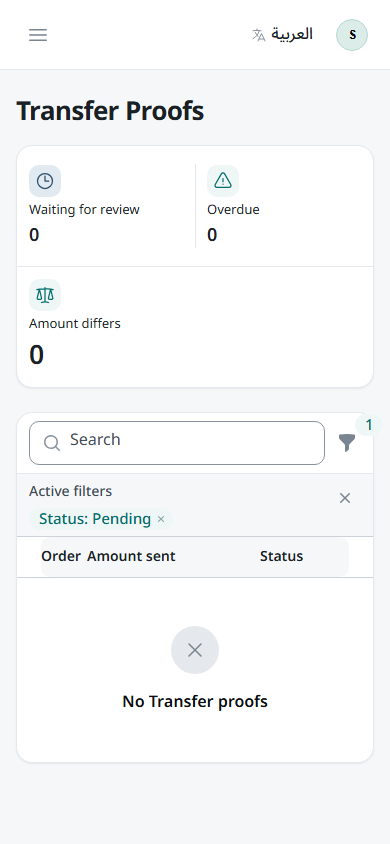 العربية
S
Transfer Proofs
Waiting for review
0
Overdue
0
Amount differs
0
1
Search
Active filters
Status: Pending ×
Order Amount sent Status
No Transfer proofs